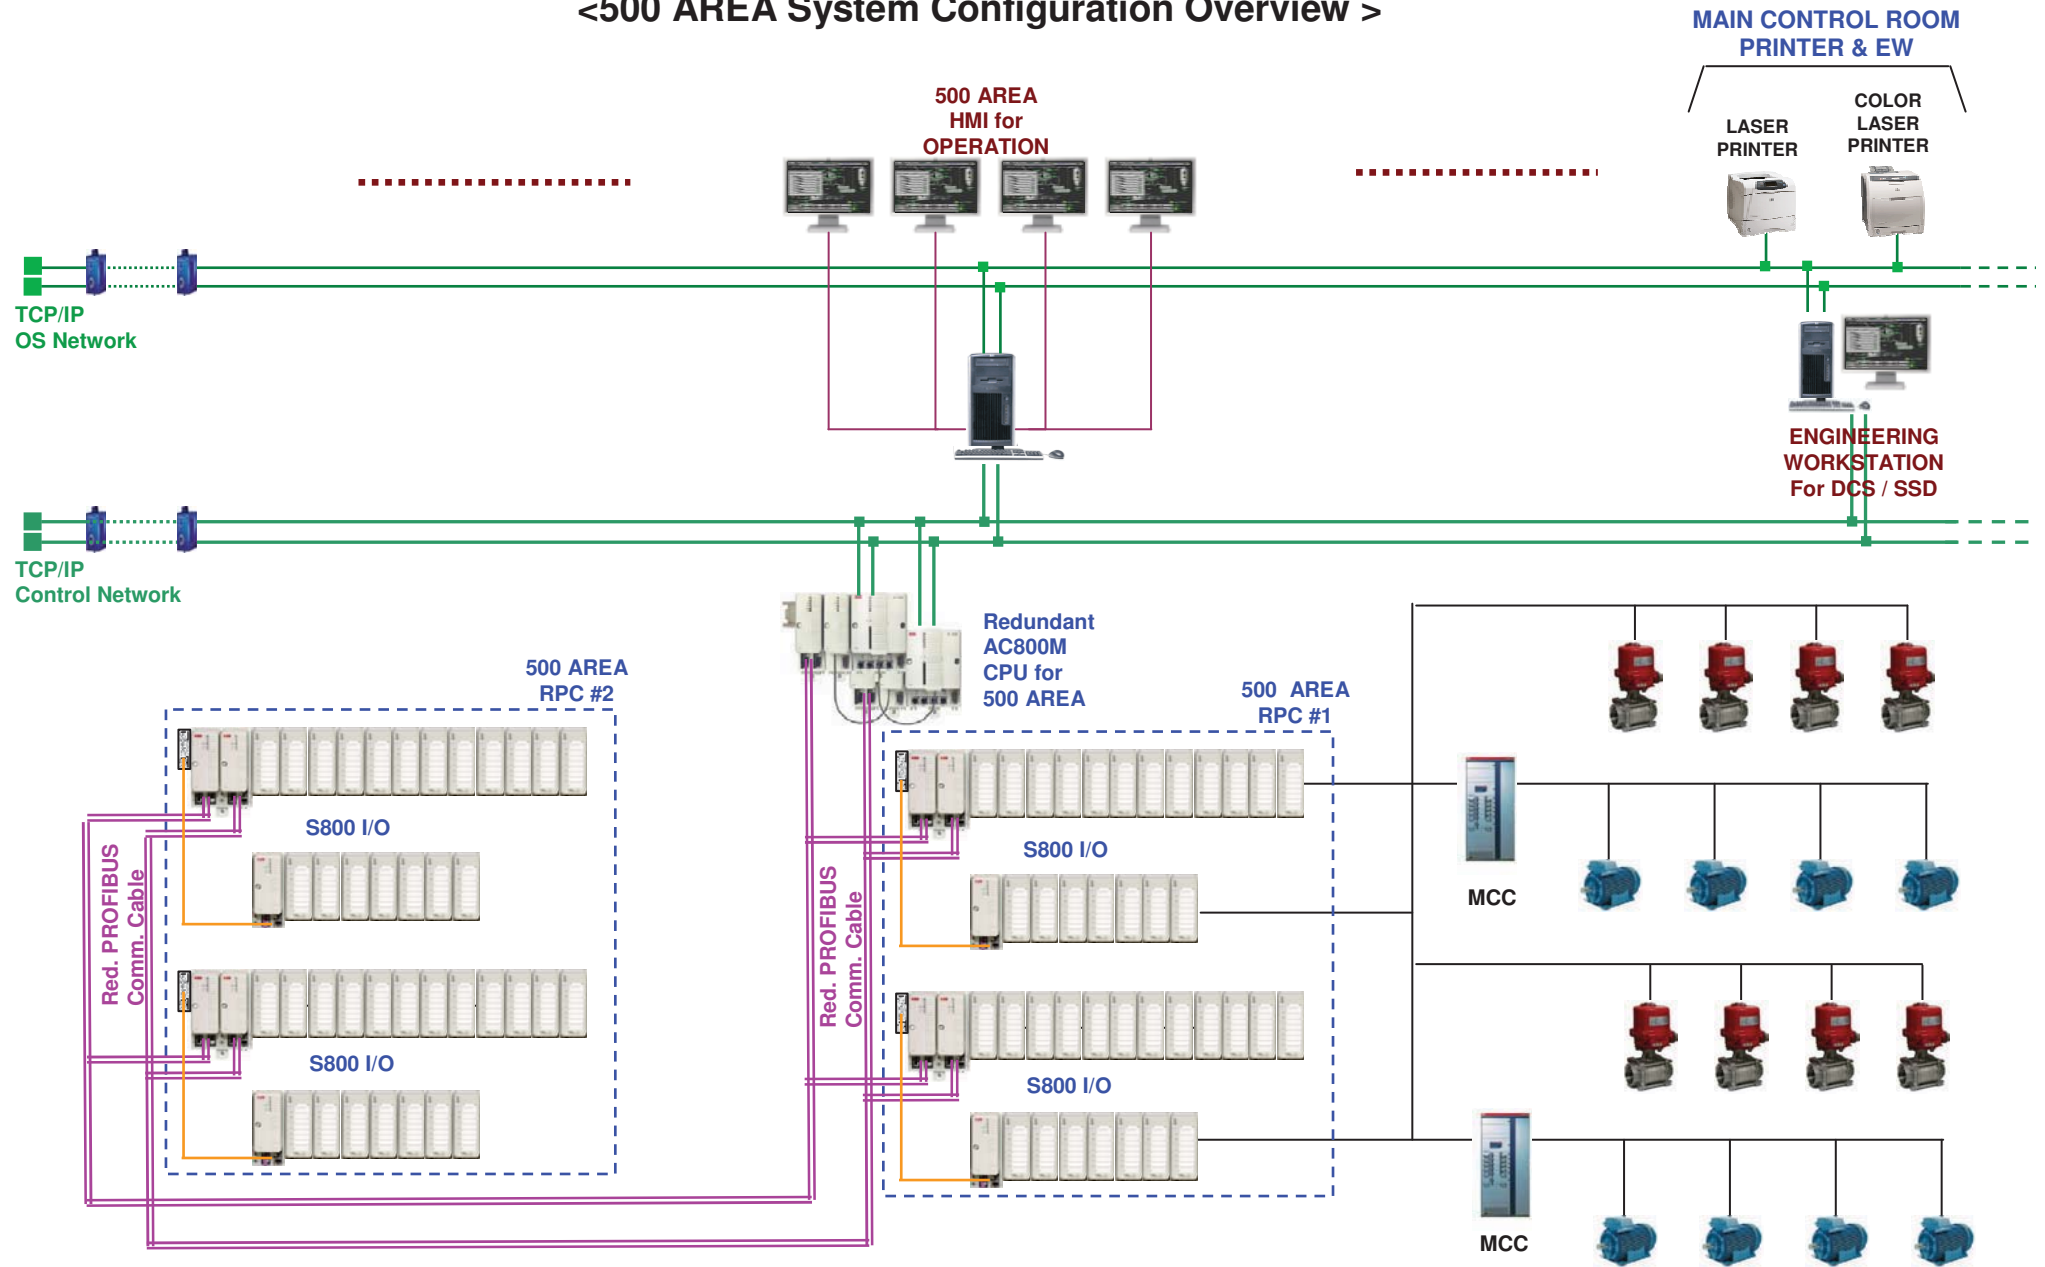 <500 AREA System Configuration Overview >
MAIN CONTROL ROOM
PRINTER & EW
500 AREA
HMI for
OPERATION
LASER
PRINTER
COLOR
LASER
PRINTER
TCP/IP
OS Network
ENGINEERING
WORKSTATION
For DCS / SSD
TCP/IP
Control Network
Redundant
AC800M
CPU for
500 AREA
500 AREA
RPC #2
500 AREA
RPC #1
S800 I/O
S800 I/O
Red. PROFIBUS
Comm. Cable
Red. PROFIBUS
Comm. Cable
MCC
S800 I/O
S800 I/O
MCC